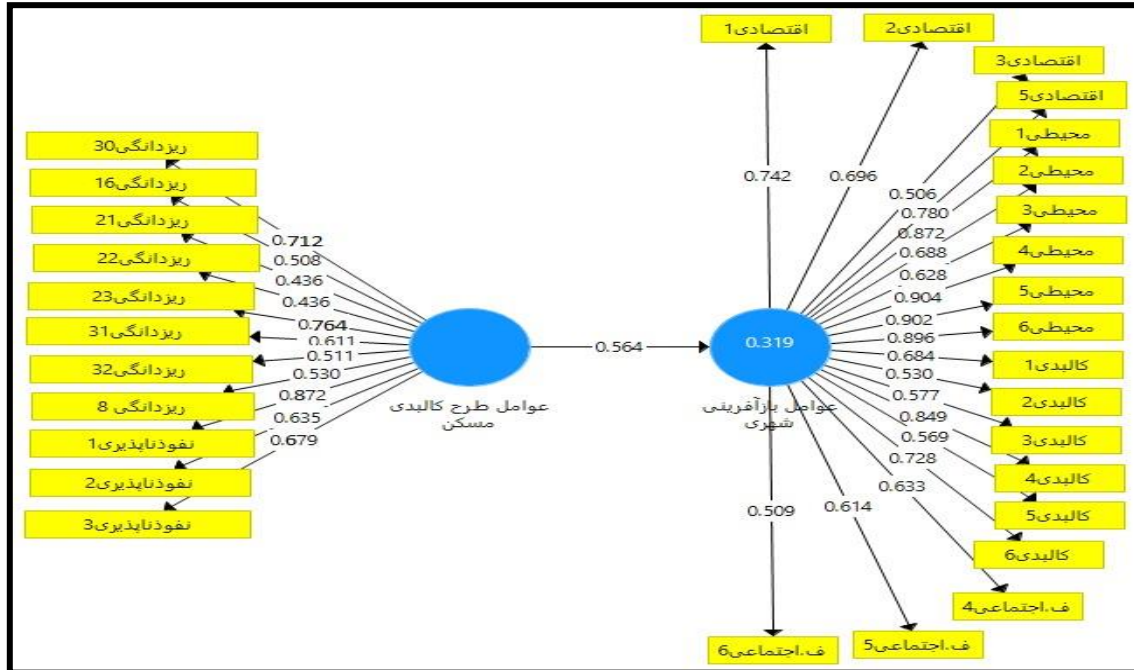 اقتصادی1
اقتصادی2
اقتصادی3
اقتصادی5
محیطی1
محیطی2
محیطی3
محیطی4
محیطی5
محیطی6
کالبدی1
کالبدی2
کالبدی3
کالبدی4
کالبدی5
کالبدی6
ف.اجتماعی4
ف.اجتماعی5
ف.اجتماعی6
0.742
0.696
0.506
0.780
0.872
0.688
0.628
0.904
0.902
0.896
0.684
0.530
0.577
0.849
0.569
0.728
0.633
0.614
0.509
0.319
عوامل بازآفرینی
شهری
0.564
عوامل طرح کالبدی
مسکن
0.712
0.508
0.436
0.436
0.764
0.611
0.511
0.530
0.872
0.635
0.679
ریزدانگی30
ریزدانگی16
ریزدانگی21
ریزدانگی22
ریزدانگی23
ریزدانگی31
ریزدانگی32
ریزدانگی 8
نفوذناپذیری1
نفوذناپذیری2
نفوذناپذیری3